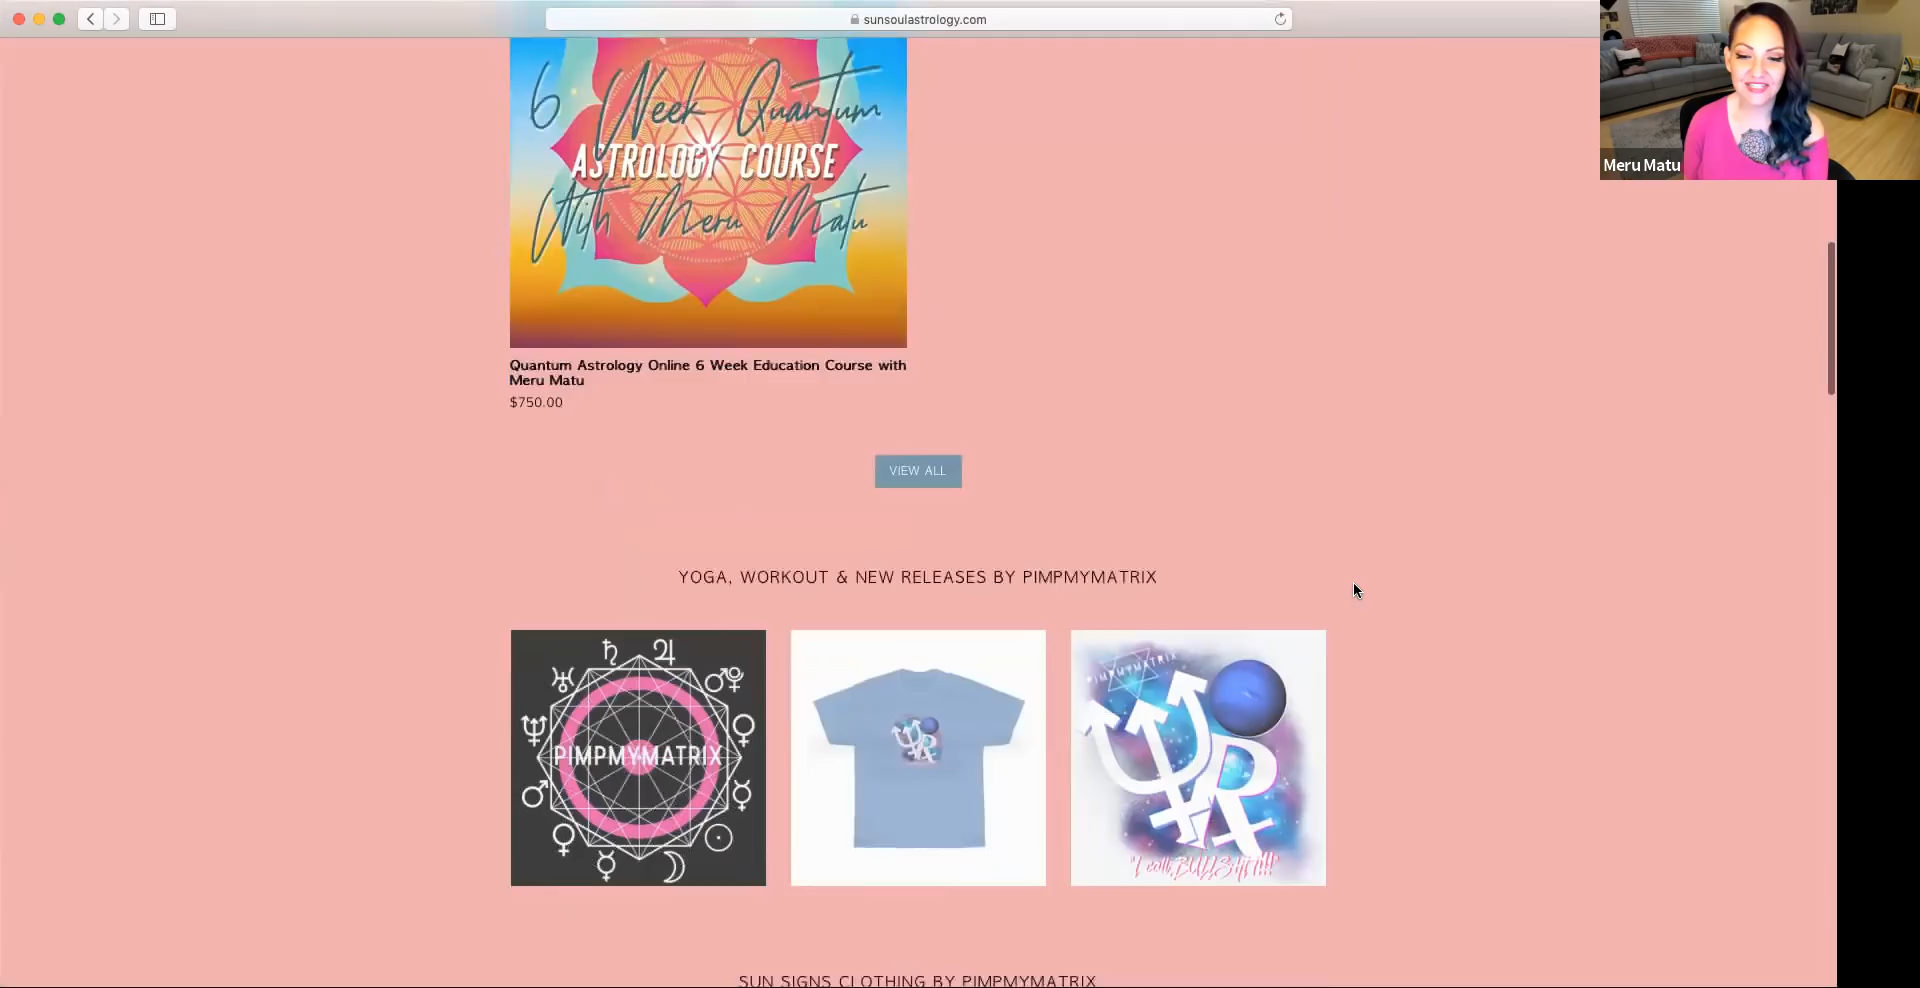 sunsoulastrology.com
Meru Matu
6 Week Quantum
ASTROLOGY COURSE
With Meru Matu
Quantum Astrology Online 6 Week Education Course with
Meru Matu
$750.00
VIEW ALL
YOGA, WORKOUT & NEW RELEASES BY PIMPMYMATRIX
PIMPMYMATRIX
PIMPMYMATRIX
SUN SIGNS CLOTHING BY PIMPMYMATRIX